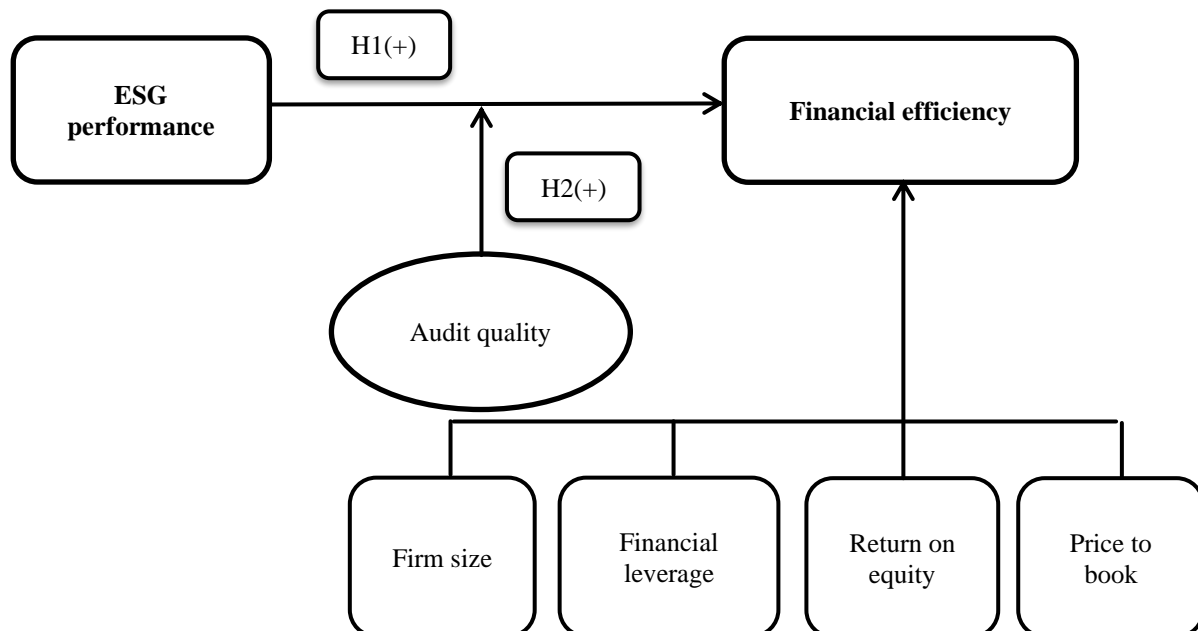 H1(+)
ESG
performance
Financial efficiency
H2(+)
Audit quality
Firm size
Financial
leverage
Return on
equity
Price to
book